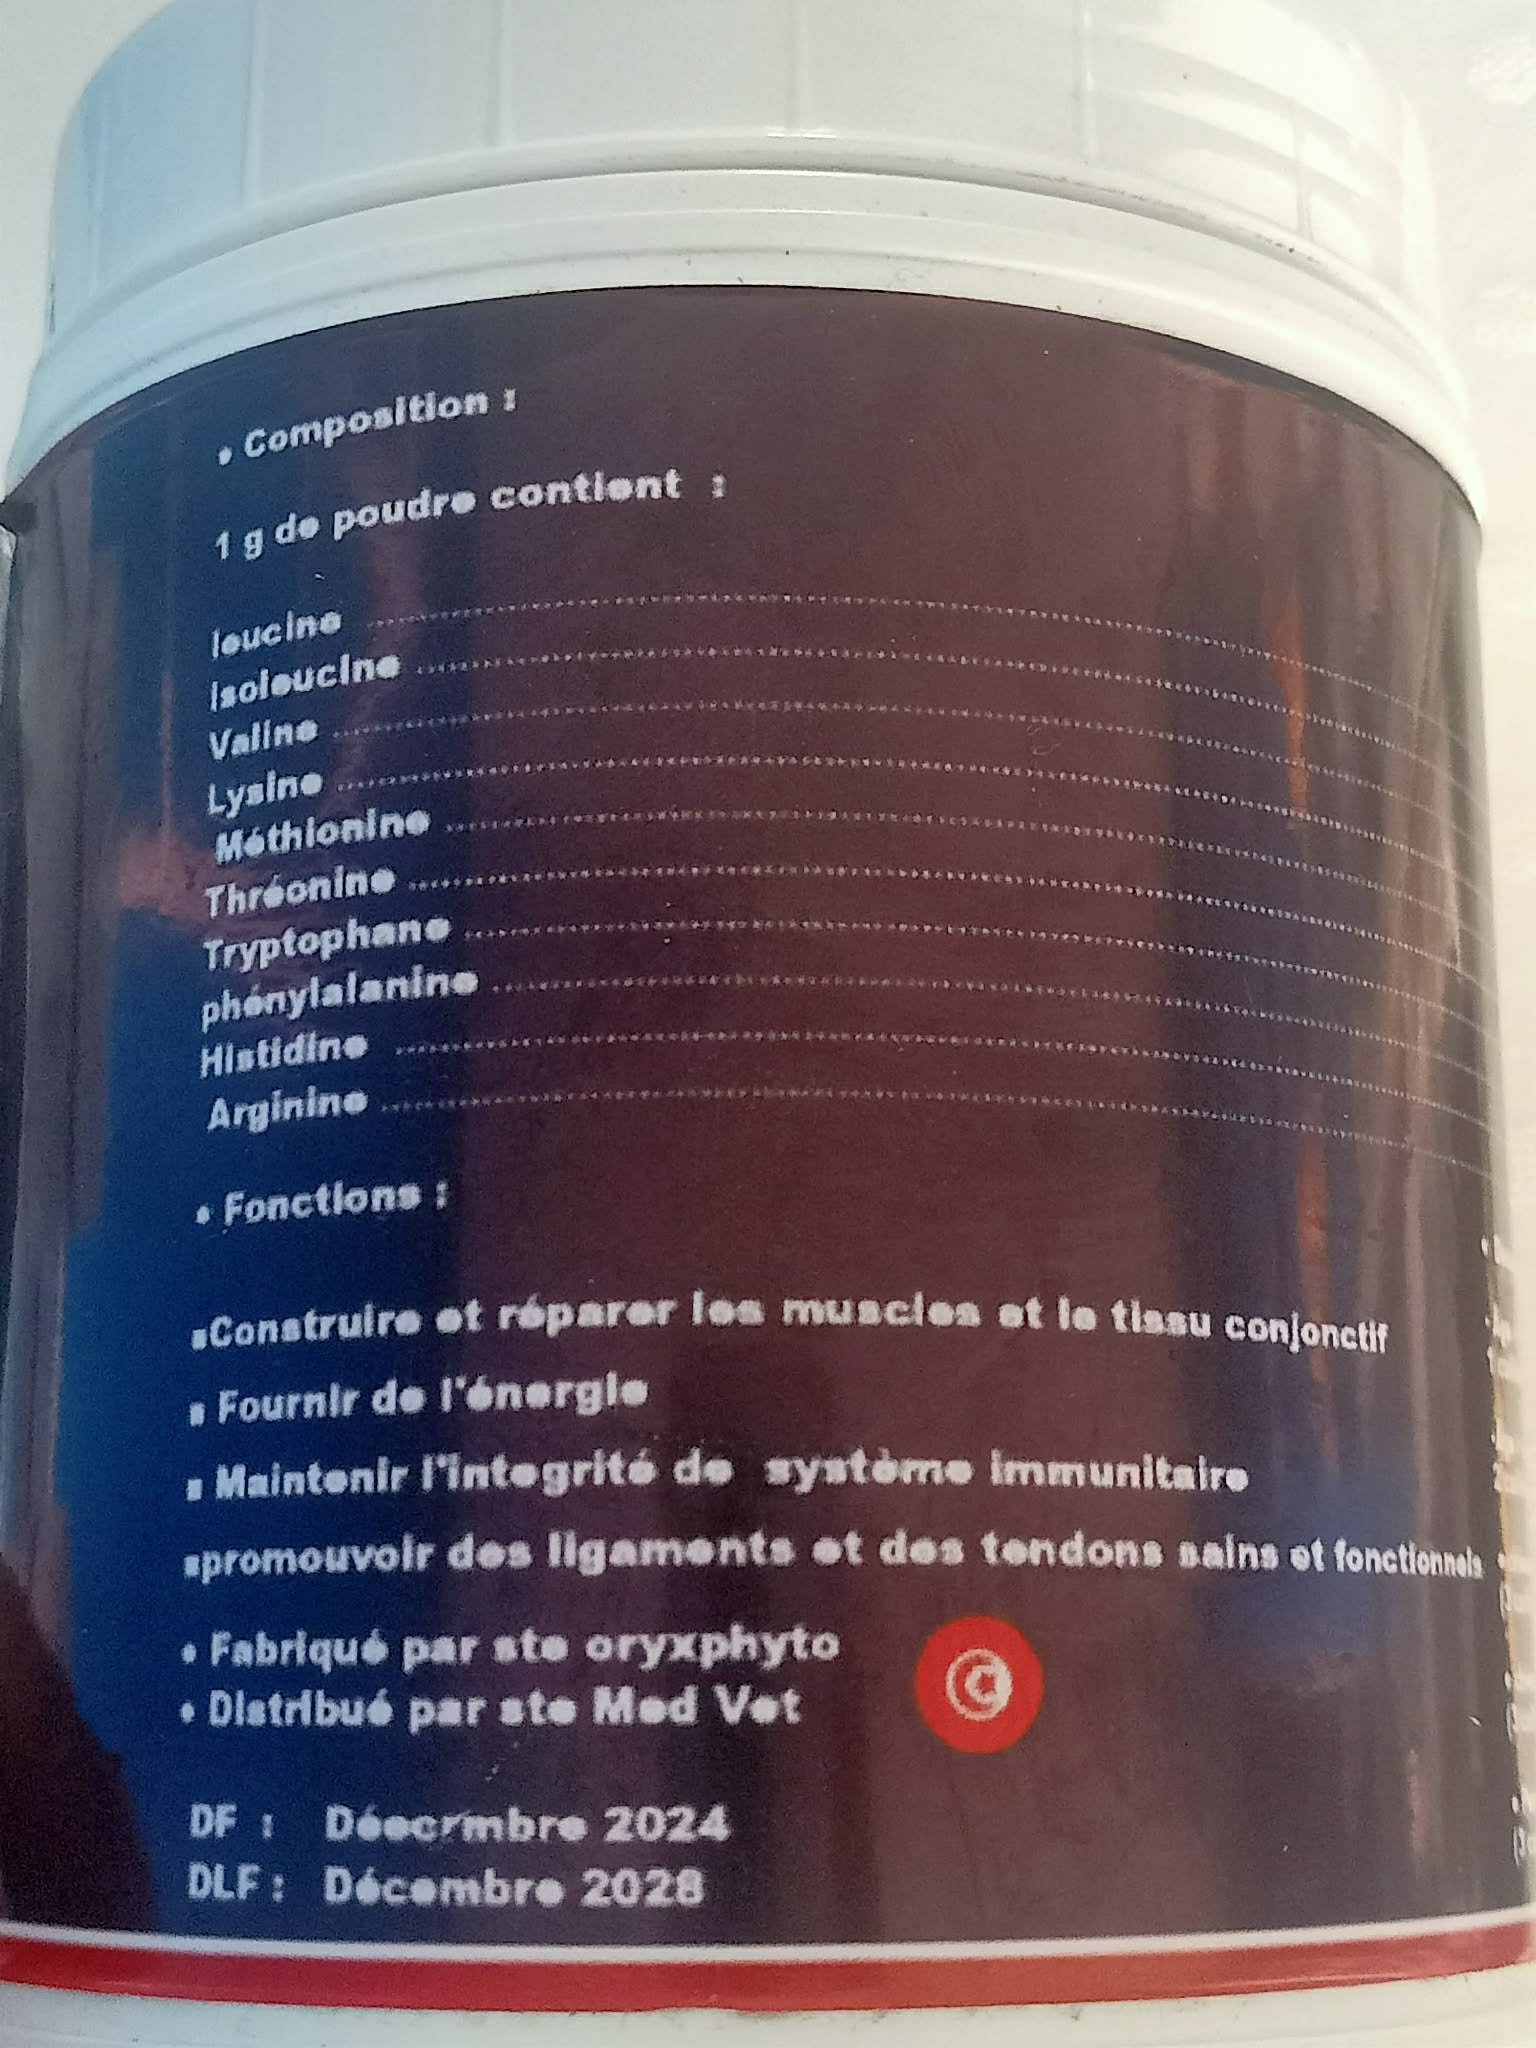 • Composition :
1 g de poudre contient :
leucine
Isoleucine
Valine
Lysine
Méthionine
Thréonine
Tryptophane
phénylalanine
Histidine
Arginine
• Fonctions :
▪Construire et réparer les muscles et le tissu conjonctif
▪ Fournir de l'énergie
▪ Maintenir l'integrité de système immunitaire
▪promouvoir des ligaments et des tendons sains et fonctionnels
• Fabriqué par ste oryxphyto
• Distribué par ste Med Vet
DF : Déecrmbre 2024
DLF : Décembre 2028